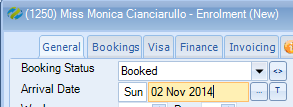 (1250) Miss Monica Cianciarullo - Enrolment (New)
General Bookings Visa Finance Invoicing
Booking Status Booked <>
Arrival Date Sun 02 Nov 2014 ... T